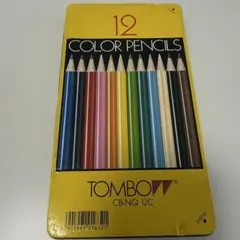 12
COLOR PENCILS
TOMBOW
CB-NQ 12C